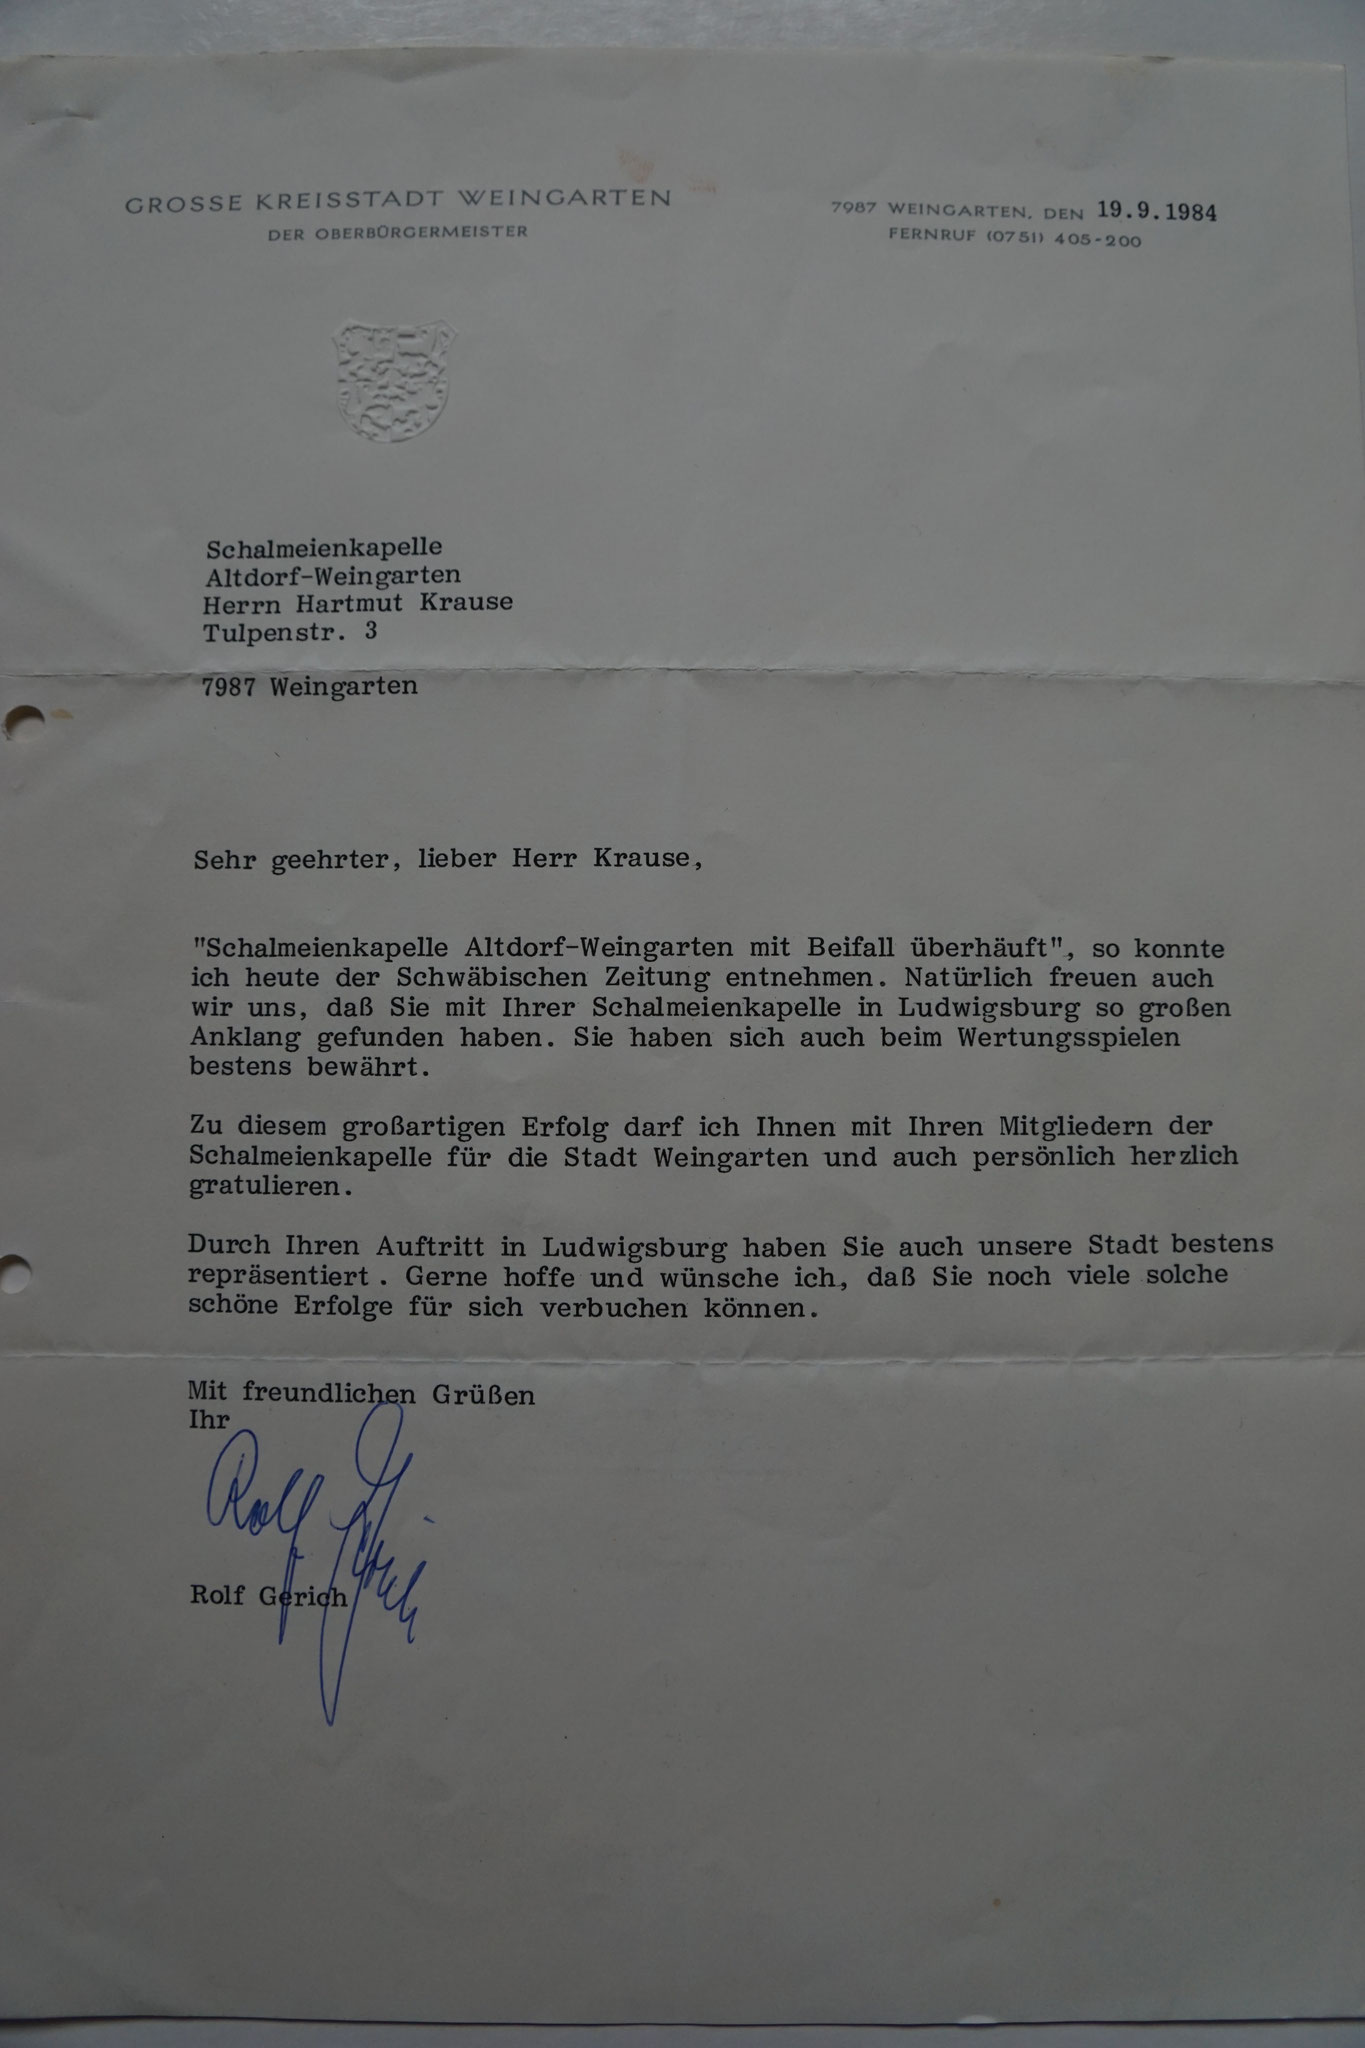 GROSSE KREISSTADT WEINGARTEN
DER OBERBÜRGERMEISTER
7987 WEINGARTEN, DEN 19.9.1984
FERNRUF (0751) 405-200
Schalmeienkapelle
Altdorf-Weingarten
Herrn Hartmut Krause
Tulpenstr. 3
7987 Weingarten
Sehr geehrter, lieber Herr Krause,
"Schalmeienkapelle Altdorf-Weingarten mit Beifall überhäuft", so konnte
ich heute der Schwäbischen Zeitung entnehmen. Natürlich freuen auch
wir uns, daß Sie mit Ihrer Schalmeienkapelle in Ludwigsburg so großen
Anklang gefunden haben. Sie haben sich auch beim Wertungsspielen
bestens bewährt.
Zu diesem großartigen Erfolg darf ich Ihnen mit Ihren Mitgliedern der
Schalmeienkapelle für die Stadt Weingarten und auch persönlich herzlich
gratulieren.
Durch Ihren Auftritt in Ludwigsburg haben Sie auch unsere Stadt bestens
repräsentiert. Gerne hoffe und wünsche ich, daß Sie noch viele solche
schöne Erfolge für sich verbuchen können.
Mit freundlichen Grüßen
Ihr
Rolf Gerich
Rolf Gerich